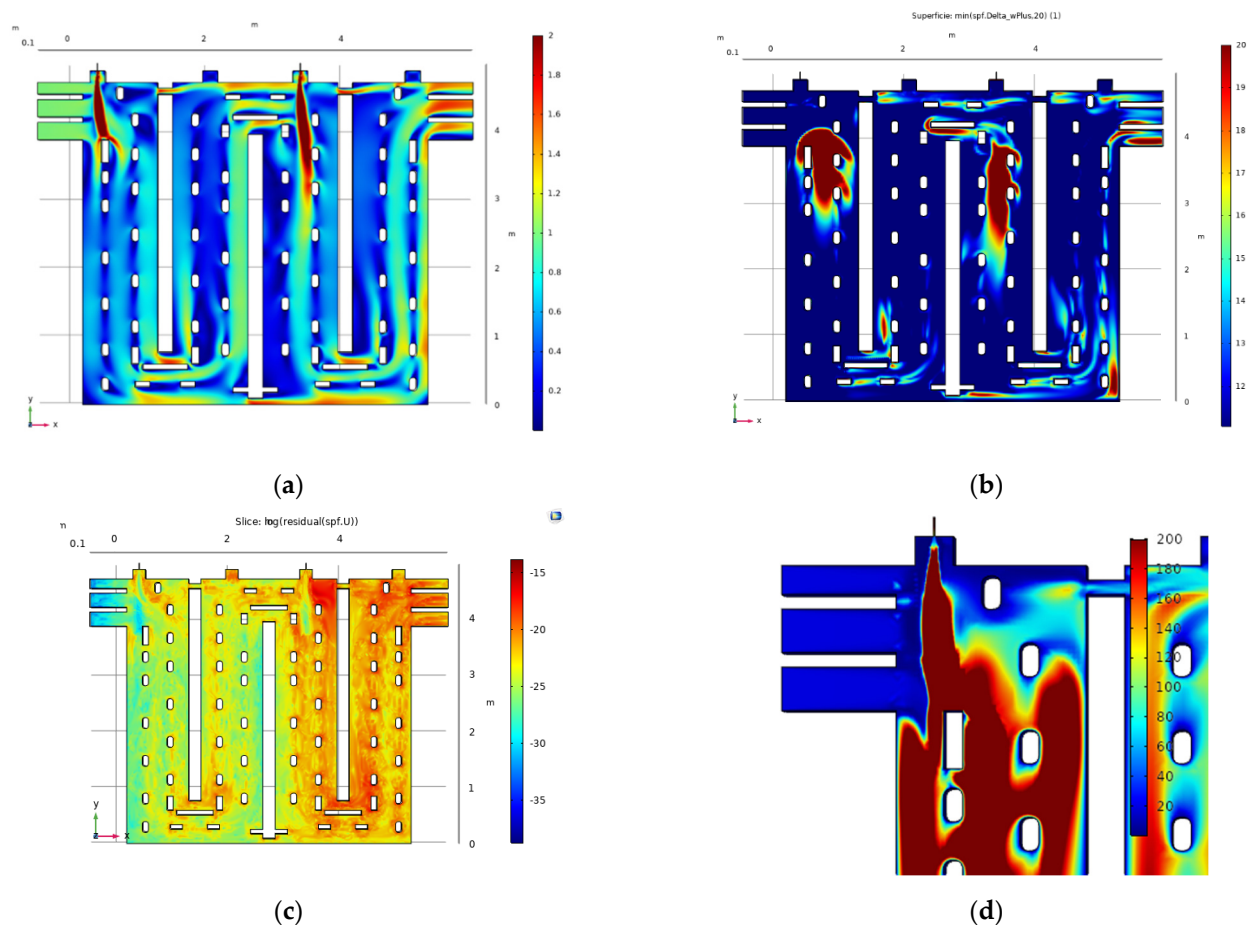 m
0.1
0
2
4
2
1.8
1.6
1.4
1.2
1
0.8
0.6
0.4
0.2
4
3
m
2
1
0
y
z
x
(a)
Superficie: min(spf.Delta_wPlus,20) (1)
m
0.1
0
2
4
20
19
18
17
16
15
14
13
12
4
3
m
2
1
0
y
z
x
(b)
Slice: log(residual(spf.U))
m
m
0.1
0
2
4
-15
-20
-25
-30
-35
4
3
m
2
1
0
y
z
x
(c)
200
180
160
140
120
100
80
60
40
20
(d)